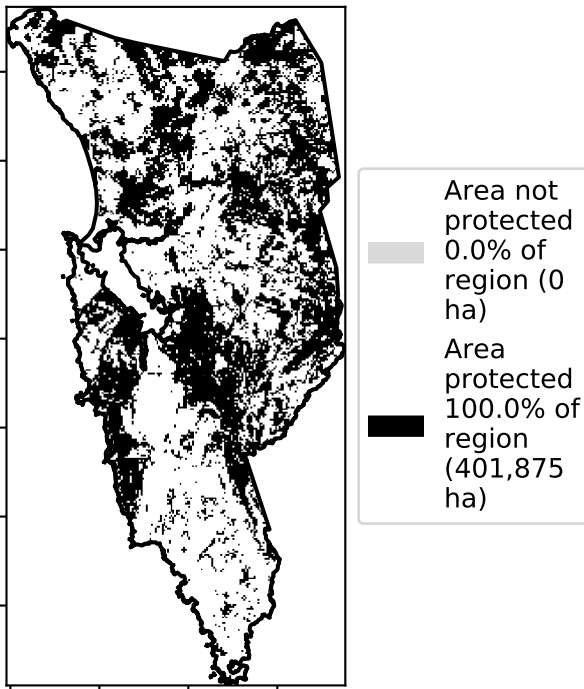 Area not
protected
0.0% of
region (0
ha)
Area
protected
100.0% of
region
(401,875
ha)